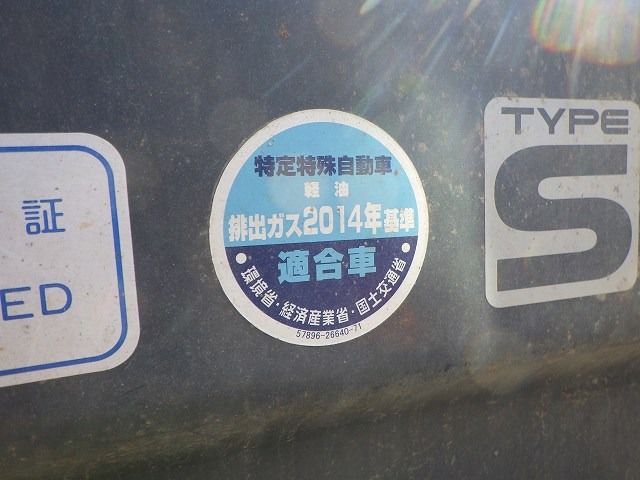 証
ED
特定特殊自動車
軽油
排出ガス2014年基準
適合車
環境省・経済産業省・国土交通省
57896-26640-71
TYPE
S